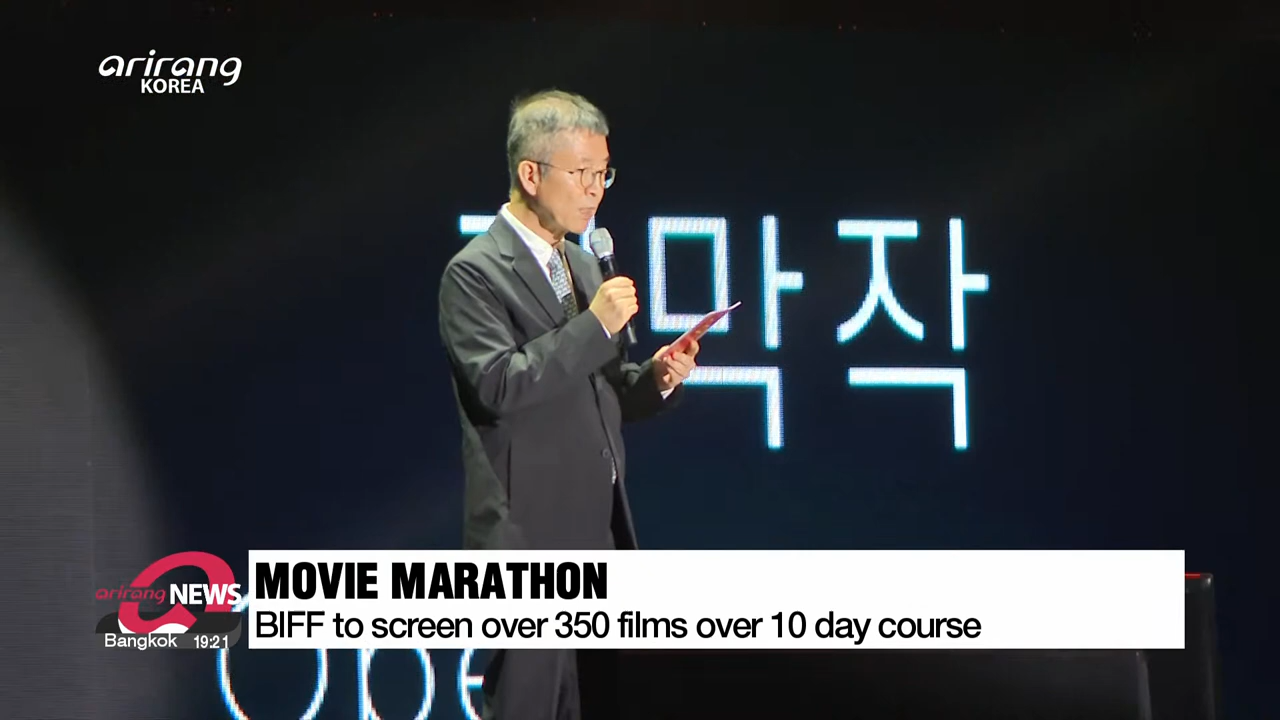 arirang
KOREA
막작
arirang NEWS
Bangkok 19:21
MOVIE MARATHON
BIFF to screen over 350 films over 10 day course
Ope